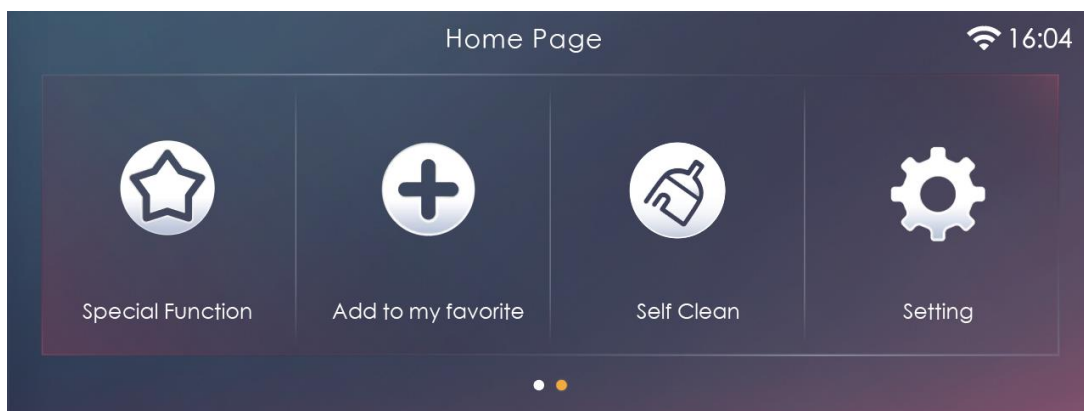 Home Page
16:04
Special Function
Add to my favorite
Self Clean
Setting